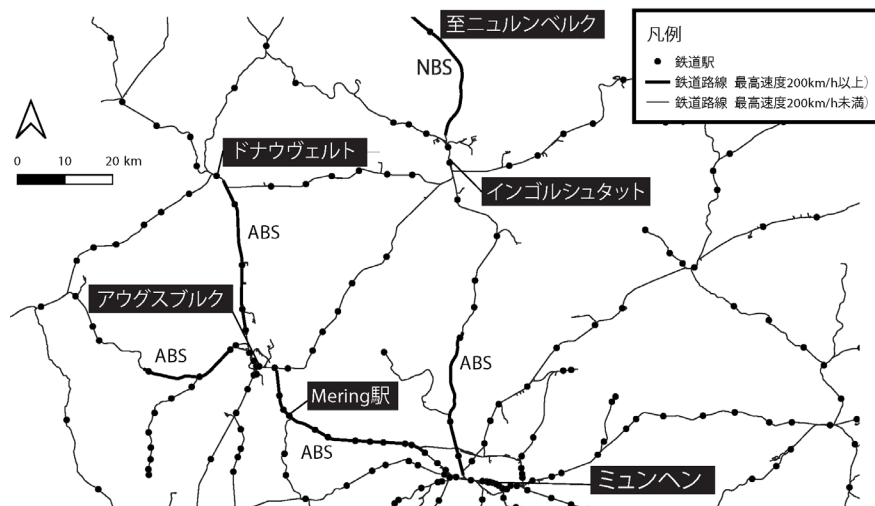 至ニュルンベルク
凡例
鉄道駅
鉄道路線 最高速度200km/h以上)
鉄道路線 最高速度200km/h未満)
NBS
0 10 20 km
ドナウヴェルト
インゴルシュタット
ABS
アウグスブルク
ABS
ABS
Mering駅
ABS
ミュンヘン